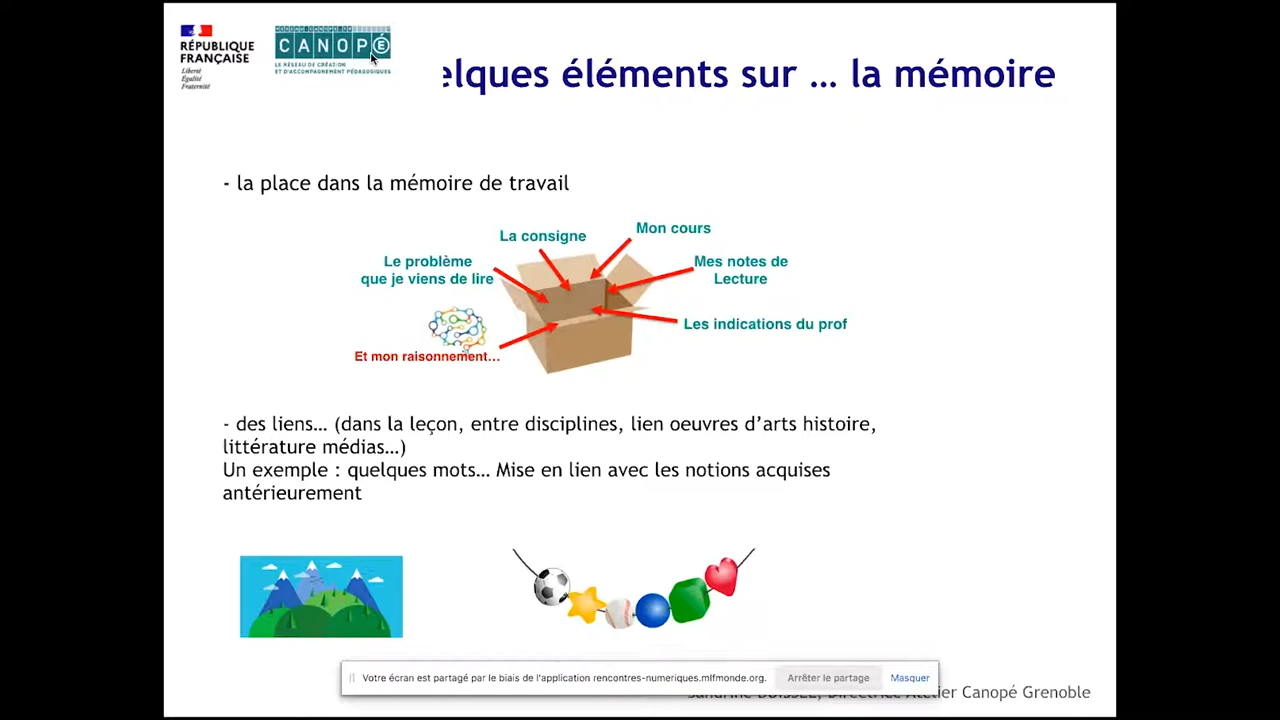 RÉPUBLIQUE
FRANÇAISE
Liberté
Égalité
Fraternité
CANOPÉ
LE RÉSEAU DE CRÉATION
ET D'ACCOMPAGNEMENT PÉDAGOGIQUES
elques éléments sur … la mémoire
- la place dans la mémoire de travail
La consigne
Mon cours
Le problème
que je viens de lire
Mes notes de
Lecture
Les indications du prof
Et mon raisonnement…
- des liens… (dans la leçon, entre disciplines, lien oeuvres d’arts histoire,
littérature médias…)
Un exemple : quelques mots… Mise en lien avec les notions acquises
antérieurement
Votre écran est partagé par le biais de l'application rencontres-numeriques.mlfmonde.org.
Arrêter le partage
Masquer
Canopé Grenoble